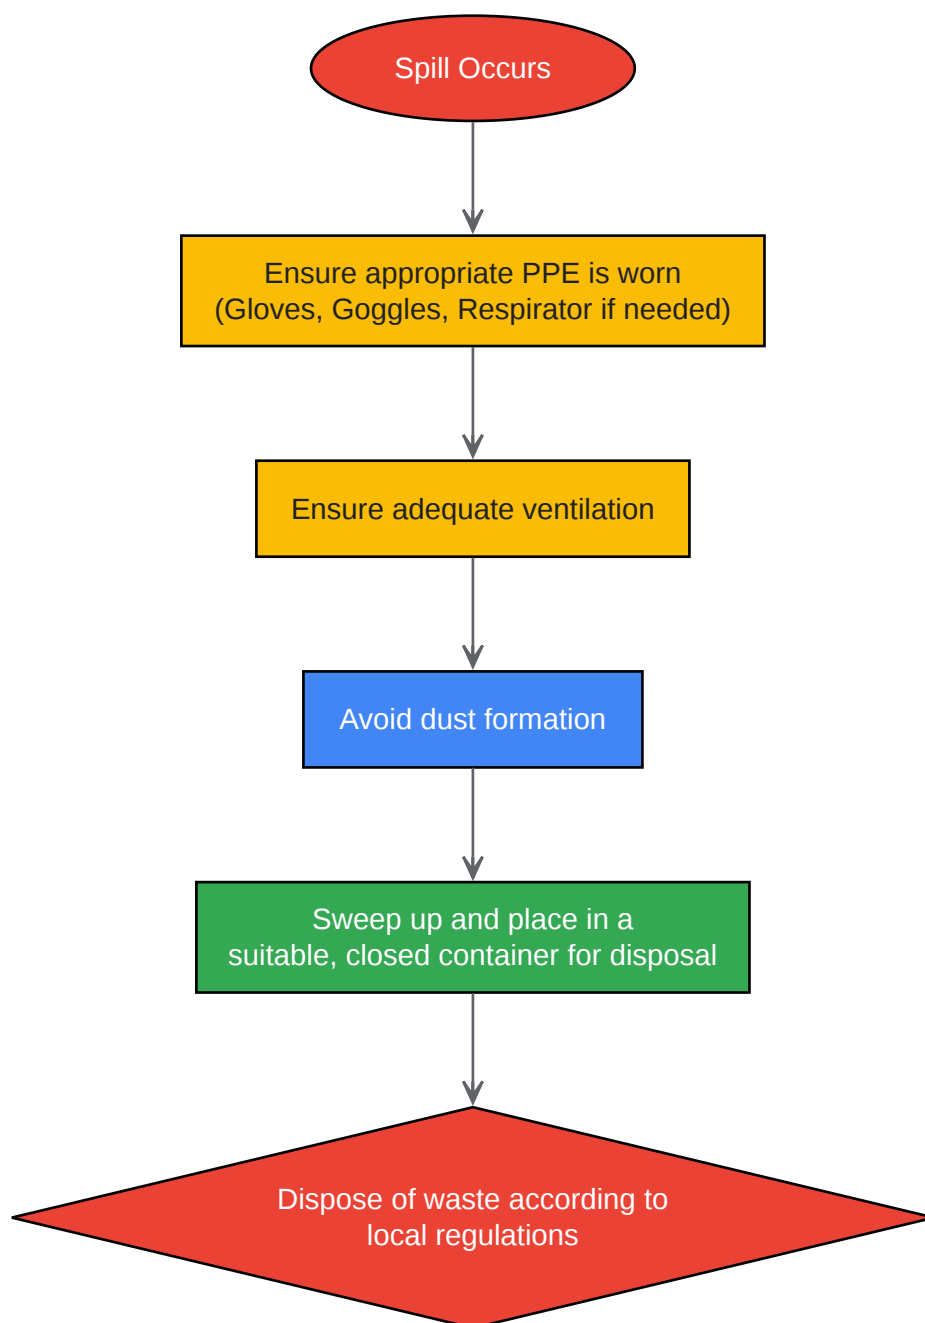 Spill Occurs
Ensure appropriate PPE is worn
(Gloves, Goggles, Respirator if needed)
Ensure adequate ventilation
Avoid dust formation
Sweep up and place in a
suitable, closed container for disposal
Dispose of waste according to
local regulations